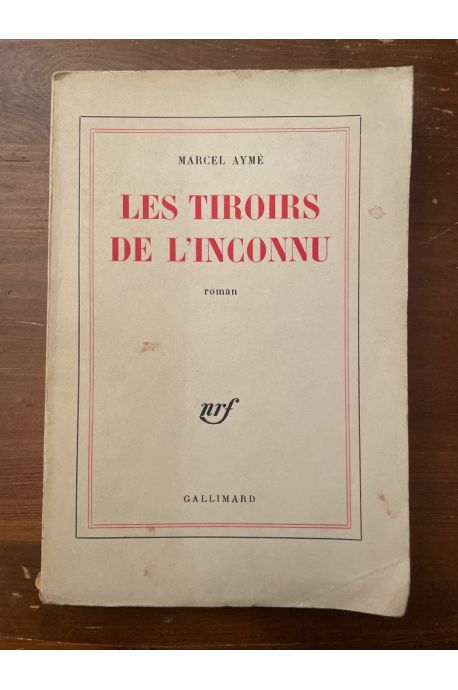 MARCEL AYMÉ
LES TIROIRS
DE L'INCONNU
roman
nrf
GALLIMARD